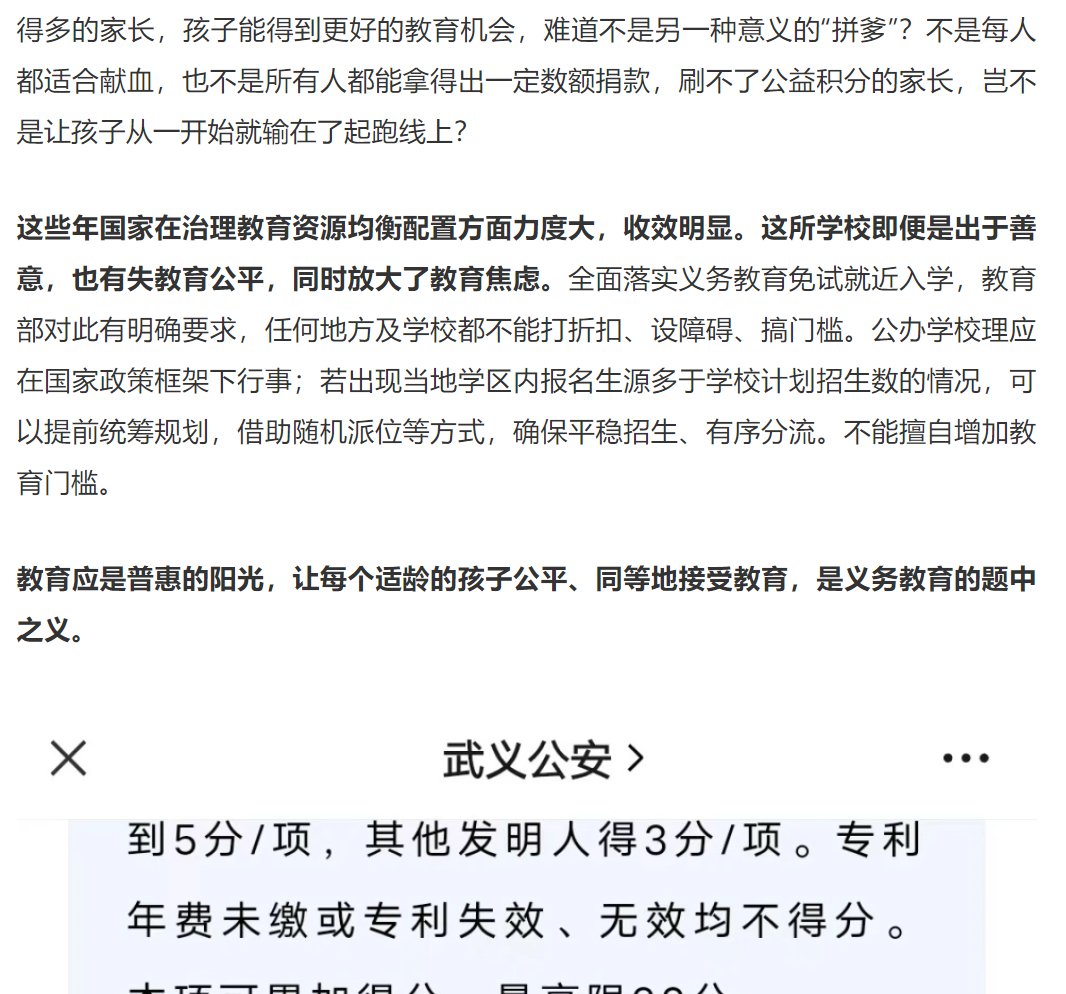 得多的家长，孩子能得到更好的教育机会，难道不是另一种意义的“拼爹”？不是每人
都适合献血，也不是所有人都能拿得出一定数额捐款，刷不了公益积分的家长，岂不
是让孩子从一开始就输在了起跑线上？
这些年国家在治理教育资源均衡配置方面力度大，收效明显。这所学校即便是出于善
意，也有失教育公平，同时放大了教育焦虑。全面落实义务教育免试就近入学，教育
部对此有明确要求，任何地方及学校都不能打折扣、设障碍、搞门槛。公办学校理应
在国家政策框架下行事；若出现当地学区内报名生源多于学校计划招生数的情况，可
以提前统筹规划，借助随机派位等方式，确保平稳招生、有序分流。不能擅自增加教
育门槛。
教育应是普惠的阳光，让每个适龄的孩子公平、同等地接受教育，是义务教育的题中
之义。
武义公安
到5分/项，其他发明人得3分/项。专利
年费未缴或专利失效、无效均不得分。
本项可累加得分，最高限